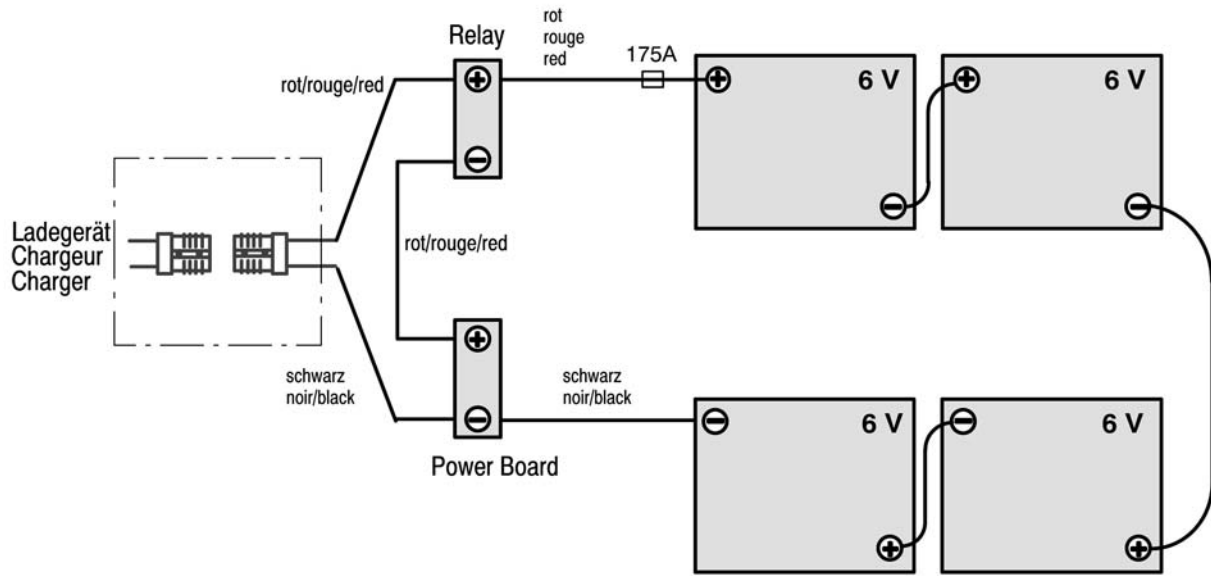 Relay
rot
rouge
red
175A
rot/rouge/red
6 V
6 V
Ladegerät
Chargeur
Charger
rot/rouge/red
schwarz
noir/black
schwarz
noir/black
6 V
6 V
Power Board